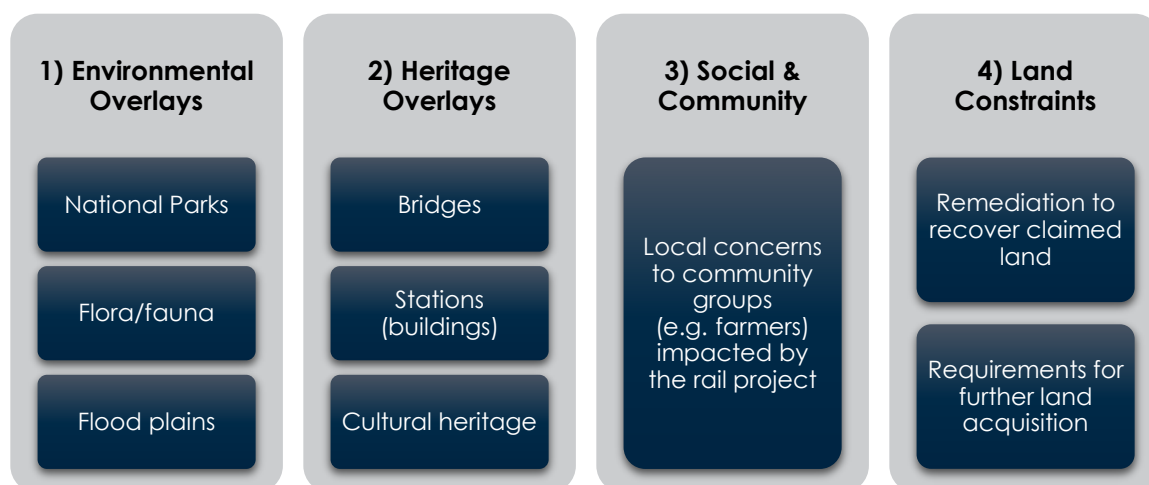 1) Environmental
Overlays
National Parks
Flora/fauna
Flood plains
2) Heritage
Overlays
Bridges
Stations
(buildings)
Cultural heritage
3) Social &
Community
Local concerns
to community
groups
(e.g. farmers)
impacted by
the rail project
4) Land
Constraints
Remediation to
recover claimed
land
Requirements for
further land
acquisition